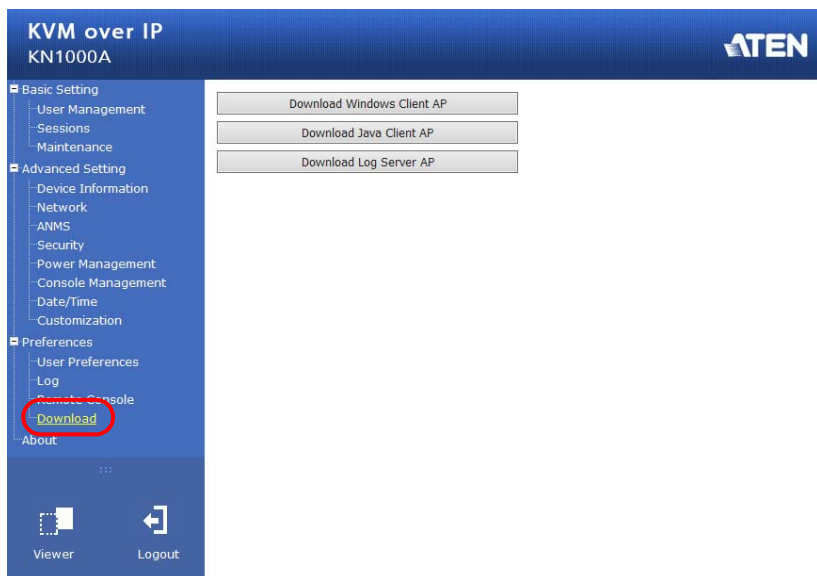 KVM over IP
KN1000A
ATEN
Basic Setting
User Management
Sessions
Maintenance
Advanced Setting
Device Information
Network
ANMS
Security
Power Management
Console Management
Date/Time
Customization
Preferences
User Preferences
Log
Remote Console
Download
About
Viewer
Logout
Download Windows Client AP
Download Java Client AP
Download Log Server AP